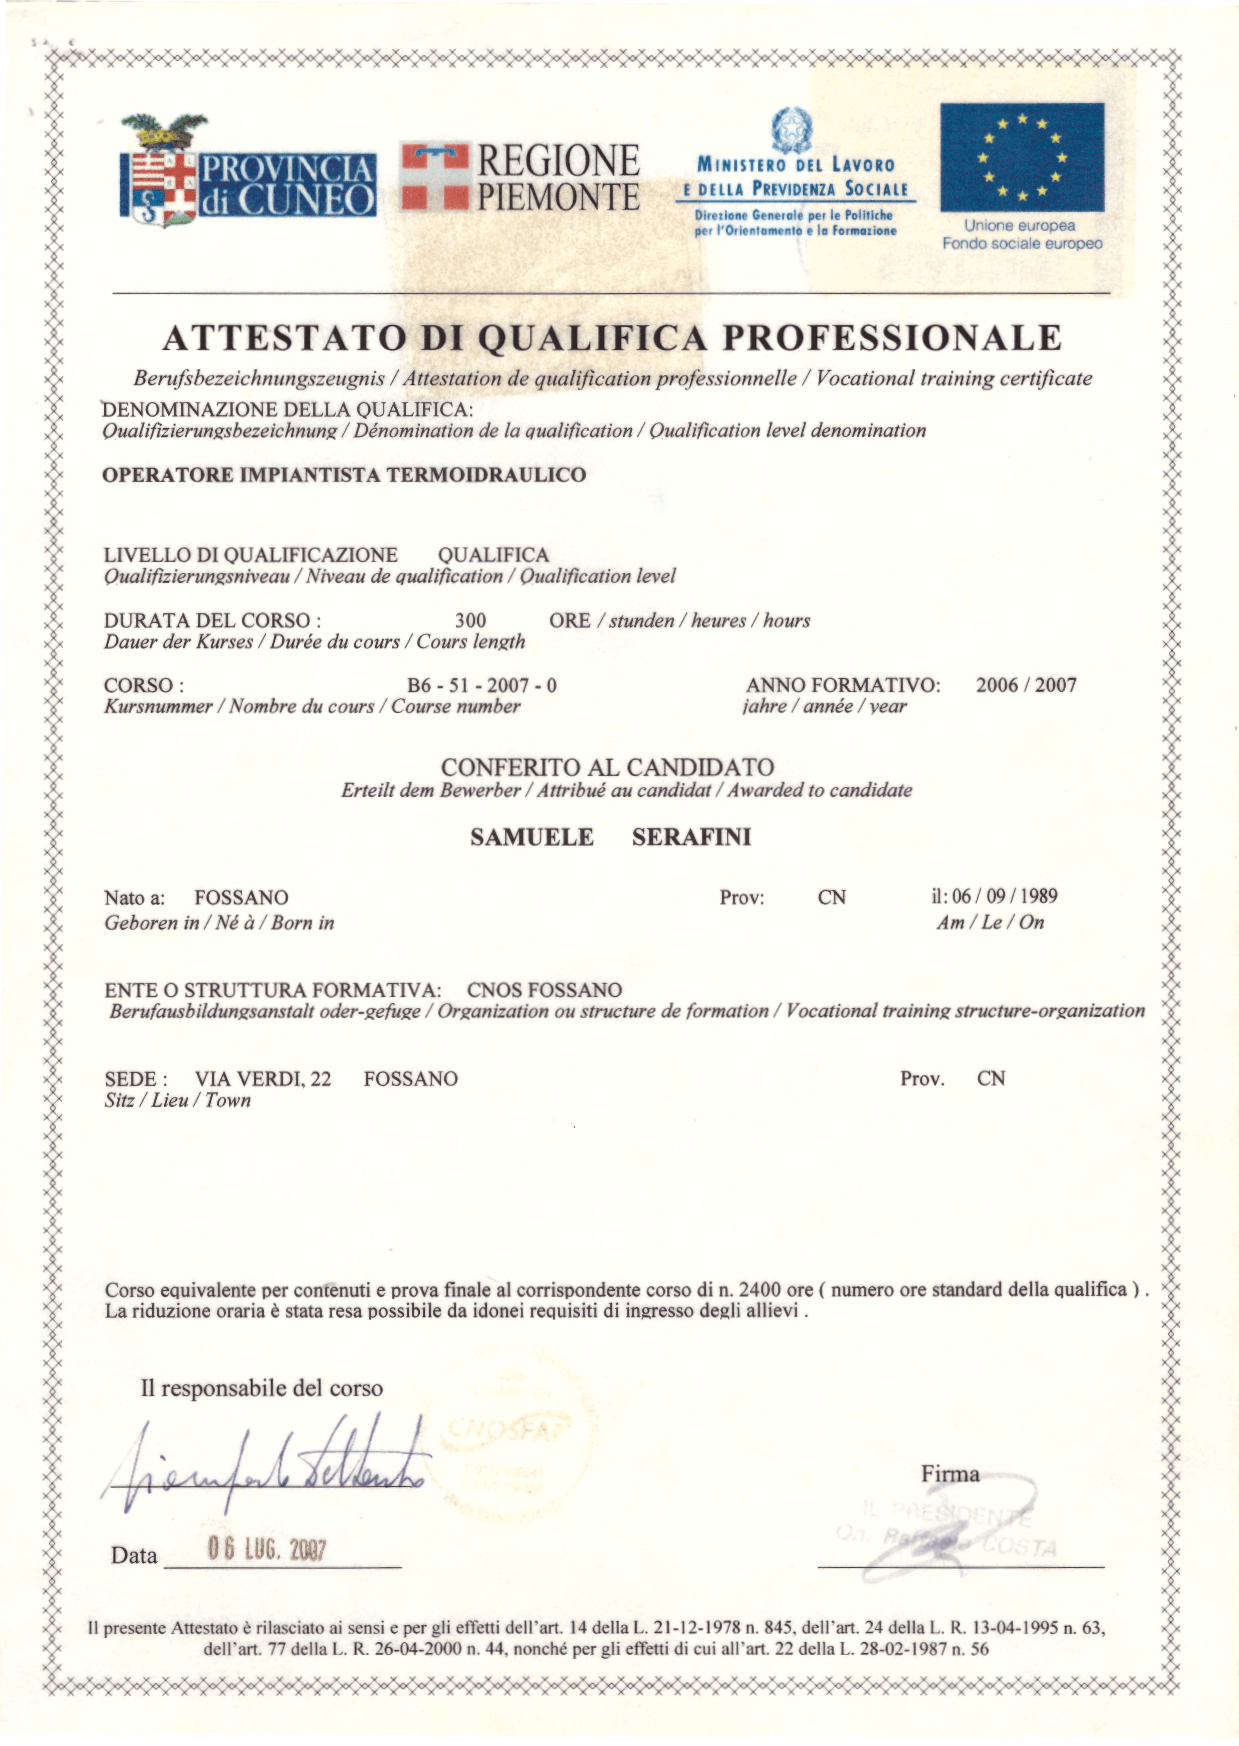 PROVINCIA
di CUNEO
REGIONE
PIEMONTE
MINISTERO DEL LAVORO
E DELLA PREVIDENZA SOCIALE
Direzione Generale per le Politiche
per l'Orientamento e la Formazione
Unione europea
Fondo sociale europeo
ATTESTATO DI QUALIFICA PROFESSIONALE
Berufsbezeichnungszeugnis / Attestation de qualification professionnelle / Vocational training certificate
DENOMINAZIONE DELLA QUALIFICA:
Qualifizierungsbezeichnung / Dénomination de la qualification / Qualification level denomination
OPERATORE IMPIANTISTA TERMOIDRAULICO
LIVELLO DI QUALIFICAZIONE QUALIFICA
Qualifizierungsniveau / Niveau de qualification / Qualification level
DURATA DEL CORSO : 300 ORE / stunden / heures / hours
Dauer der Kurses / Durée du cours / Cours length
CORSO : B6 - 51 - 2007 - 0 ANNO FORMATIVO: 2006 / 2007
Kursnummer / Nombre du cours / Course number jahre / année / year
CONFERITO AL CANDIDATO
Erteilt dem Bewerber / Attribué au candidat / Awarded to candidate
SAMUELE SERAFINI
Nato a: FOSSANO Prov: CN il: 06 / 09 / 1989
Geboren in / Né à / Born in Am / Le / On
ENTE O STRUTTURA FORMATIVA: CNOS FOSSANO
Berufausbildungsanstalt oder-gefuge / Organization ou structure de formation / Vocational training structure-organization
SEDE : VIA VERDI, 22 FOSSANO Prov. CN
Sitz / Lieu / Town
Corso equivalente per contenuti e prova finale al corrispondente corso di n. 2400 ore ( numero ore standard della qualifica ) .
La riduzione oraria è stata resa possibile da idonei requisiti di ingresso degli allievi .
Il responsabile del corso
CNOSFAP
Firma
IL PRESIDENTE
On. Raffaele COSTA
Data 06 LUG. 2007
Il presente Attestato è rilasciato ai sensi e per gli effetti dell'art. 14 della L. 21-12-1978 n. 845, dell'art. 24 della L. R. 13-04-1995 n. 63,
dell'art. 77 della L. R. 26-04-2000 n. 44, nonché per gli effetti di cui all'art. 22 della L. 28-02-1987 n. 56